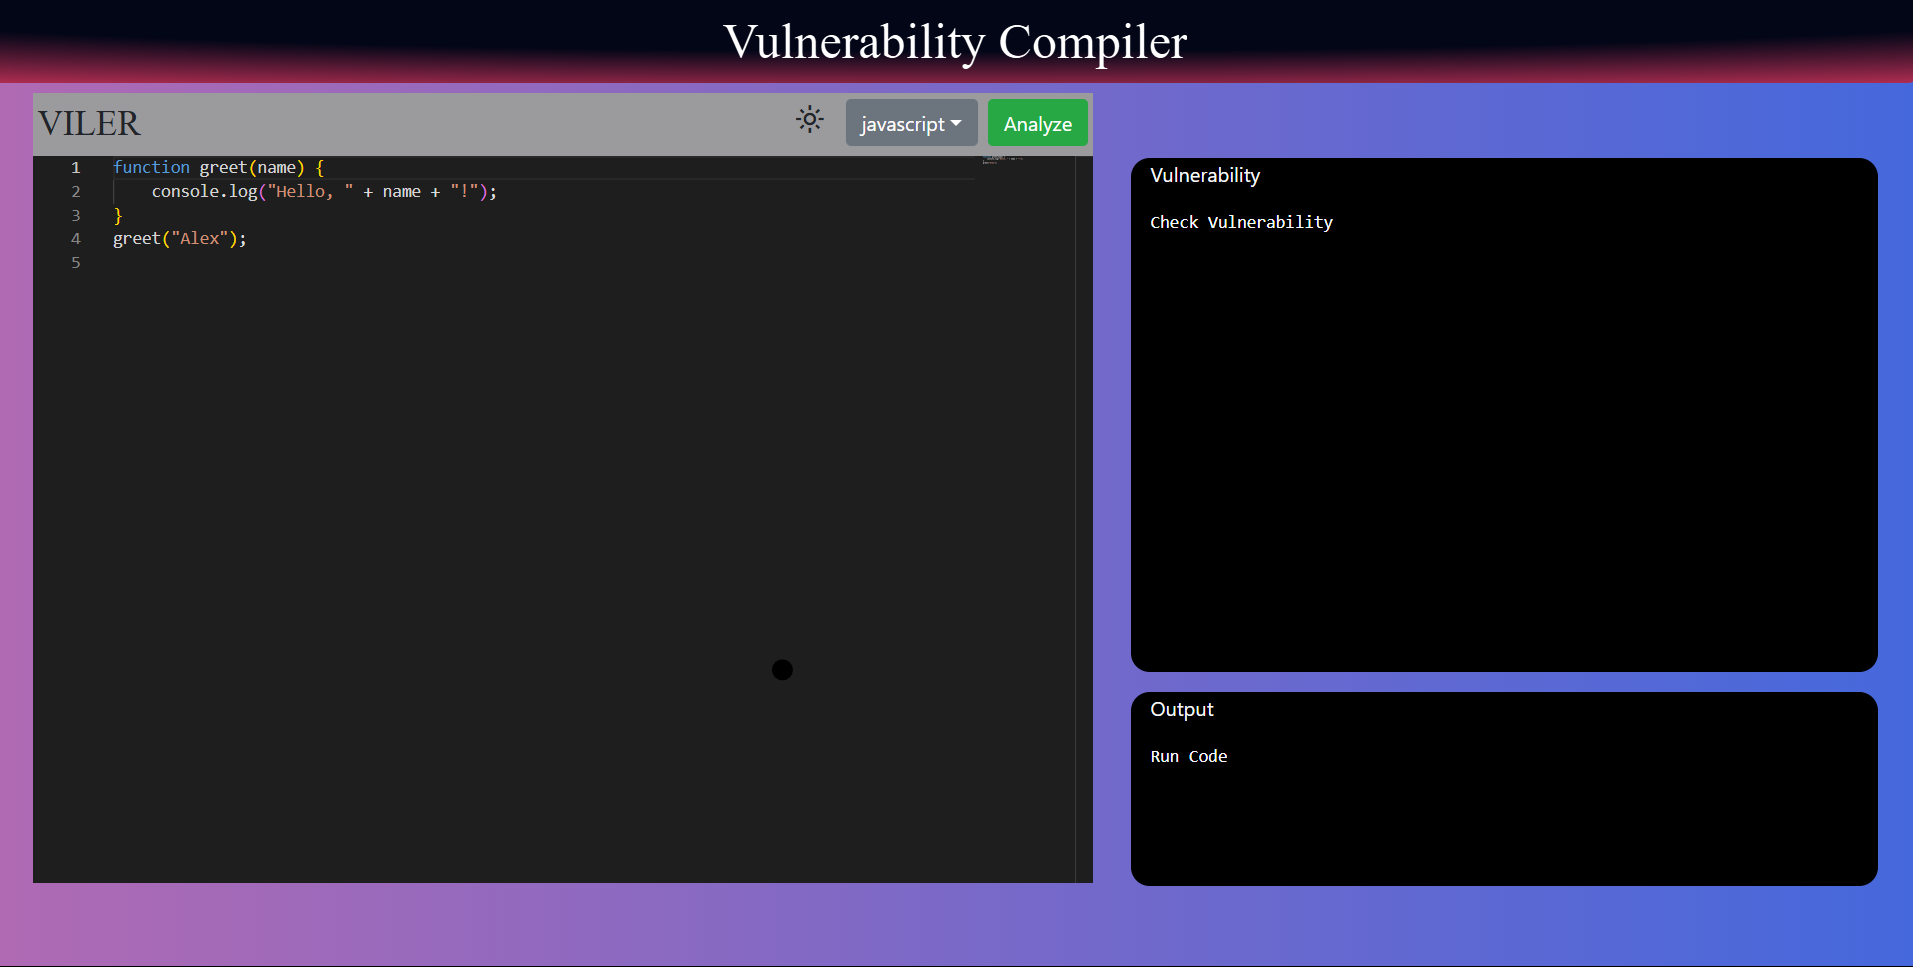 Vulnerability Compiler
VILER
javascript
Analyze
1 function greet(name) {
2     console.log("Hello, " + name + "!");
3 }
4 greet("Alex");
5
Vulnerability
Check Vulnerability
Output
Run Code